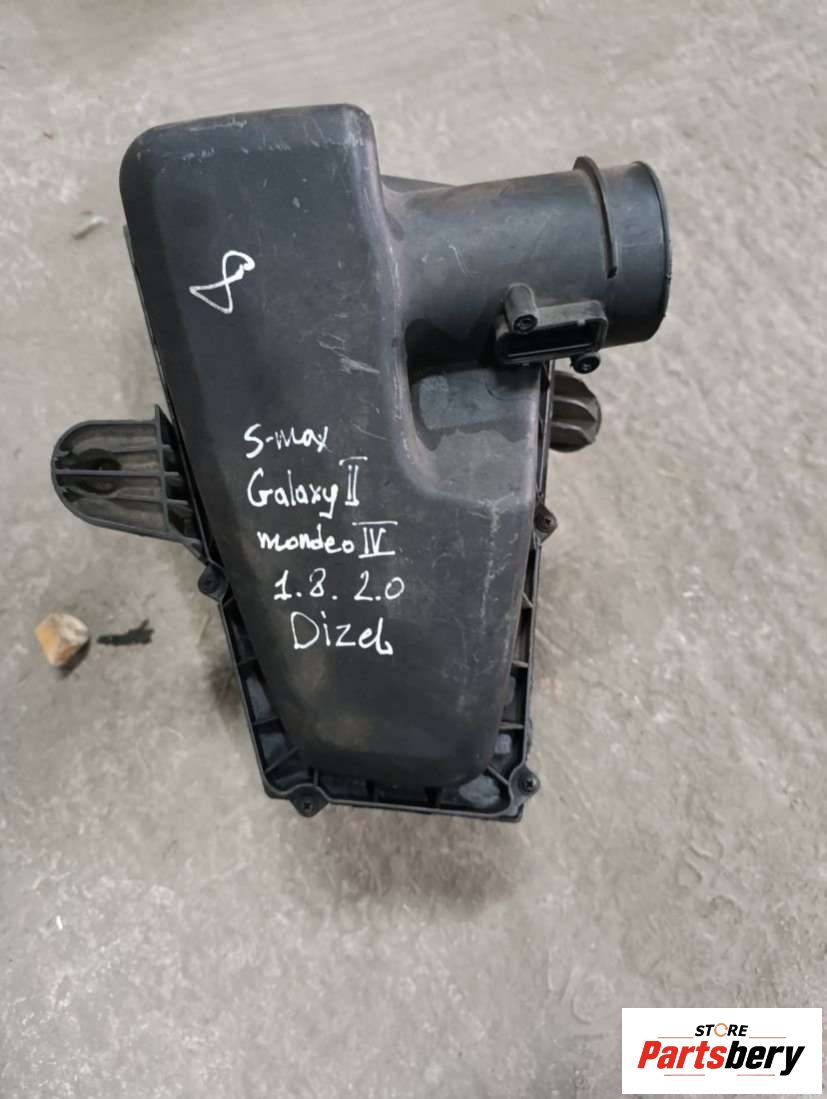 8
S-max
Galaxy II
mondeo IV
1.8. 2.0
Dizel
STORE
Partsbery